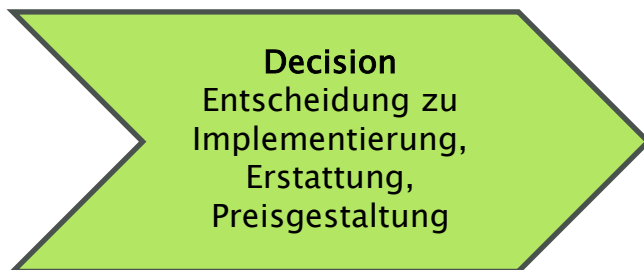 Decision
Entscheidung zu
Implementierung,
Erstattung,
Preisgestaltung